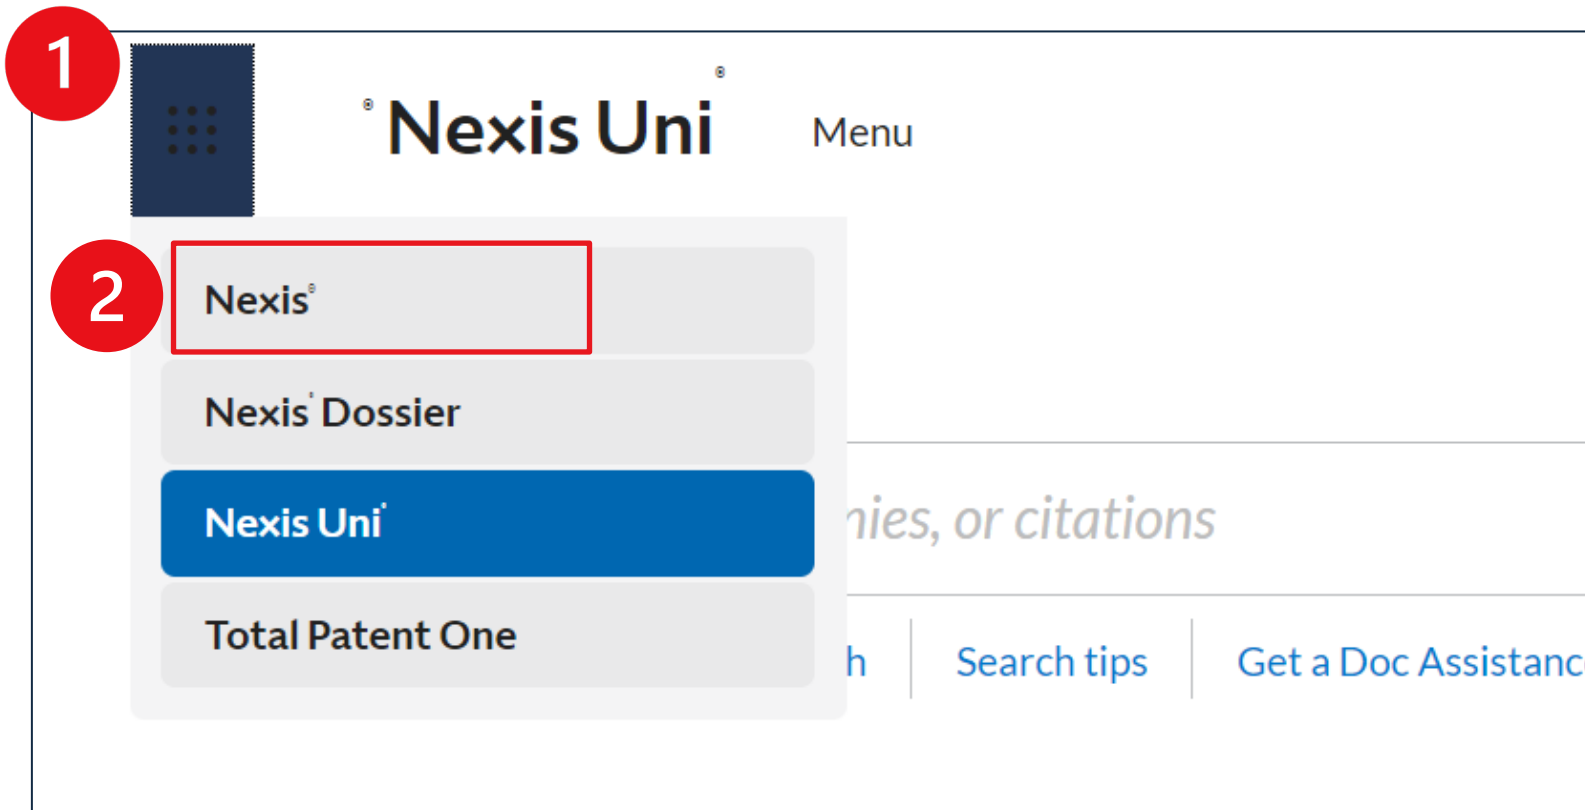 1
® Nexis Uni® Menu
2
Nexis®
Nexis® Dossier
Nexis Uni®
nies, or citations
Total Patent One
h
Search tips
Get a Doc Assistanc